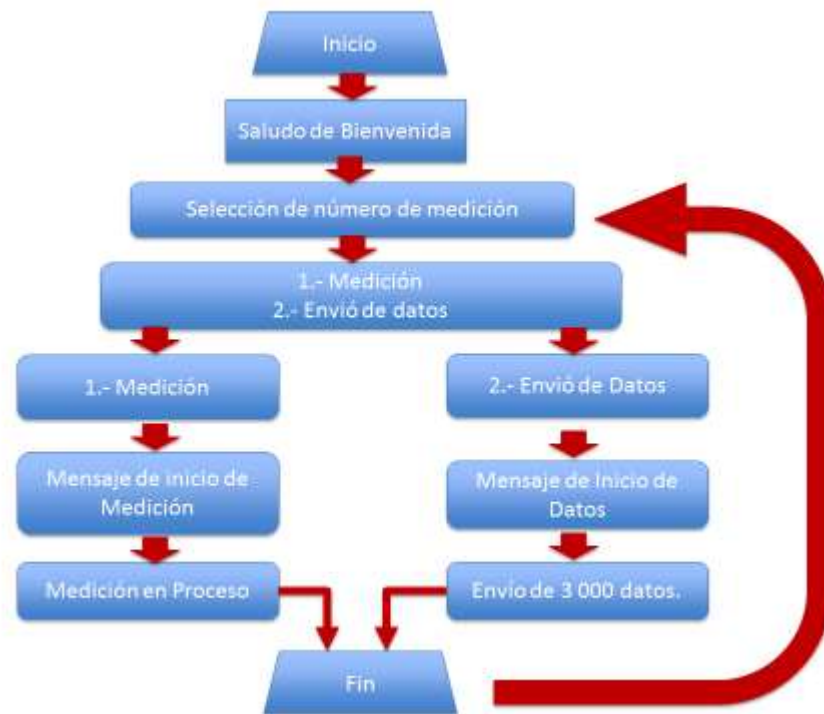 Inicio
Saludo de Bienvenida
Selección de número de medición
1.- Medición
2.- Envió de datos
1.- Medición
2.- Envió de Datos
Mensaje de inicio de
Medición
Mensaje de Inicio de
Datos
Medición en Proceso
Envío de 3 000 datos.
Fin